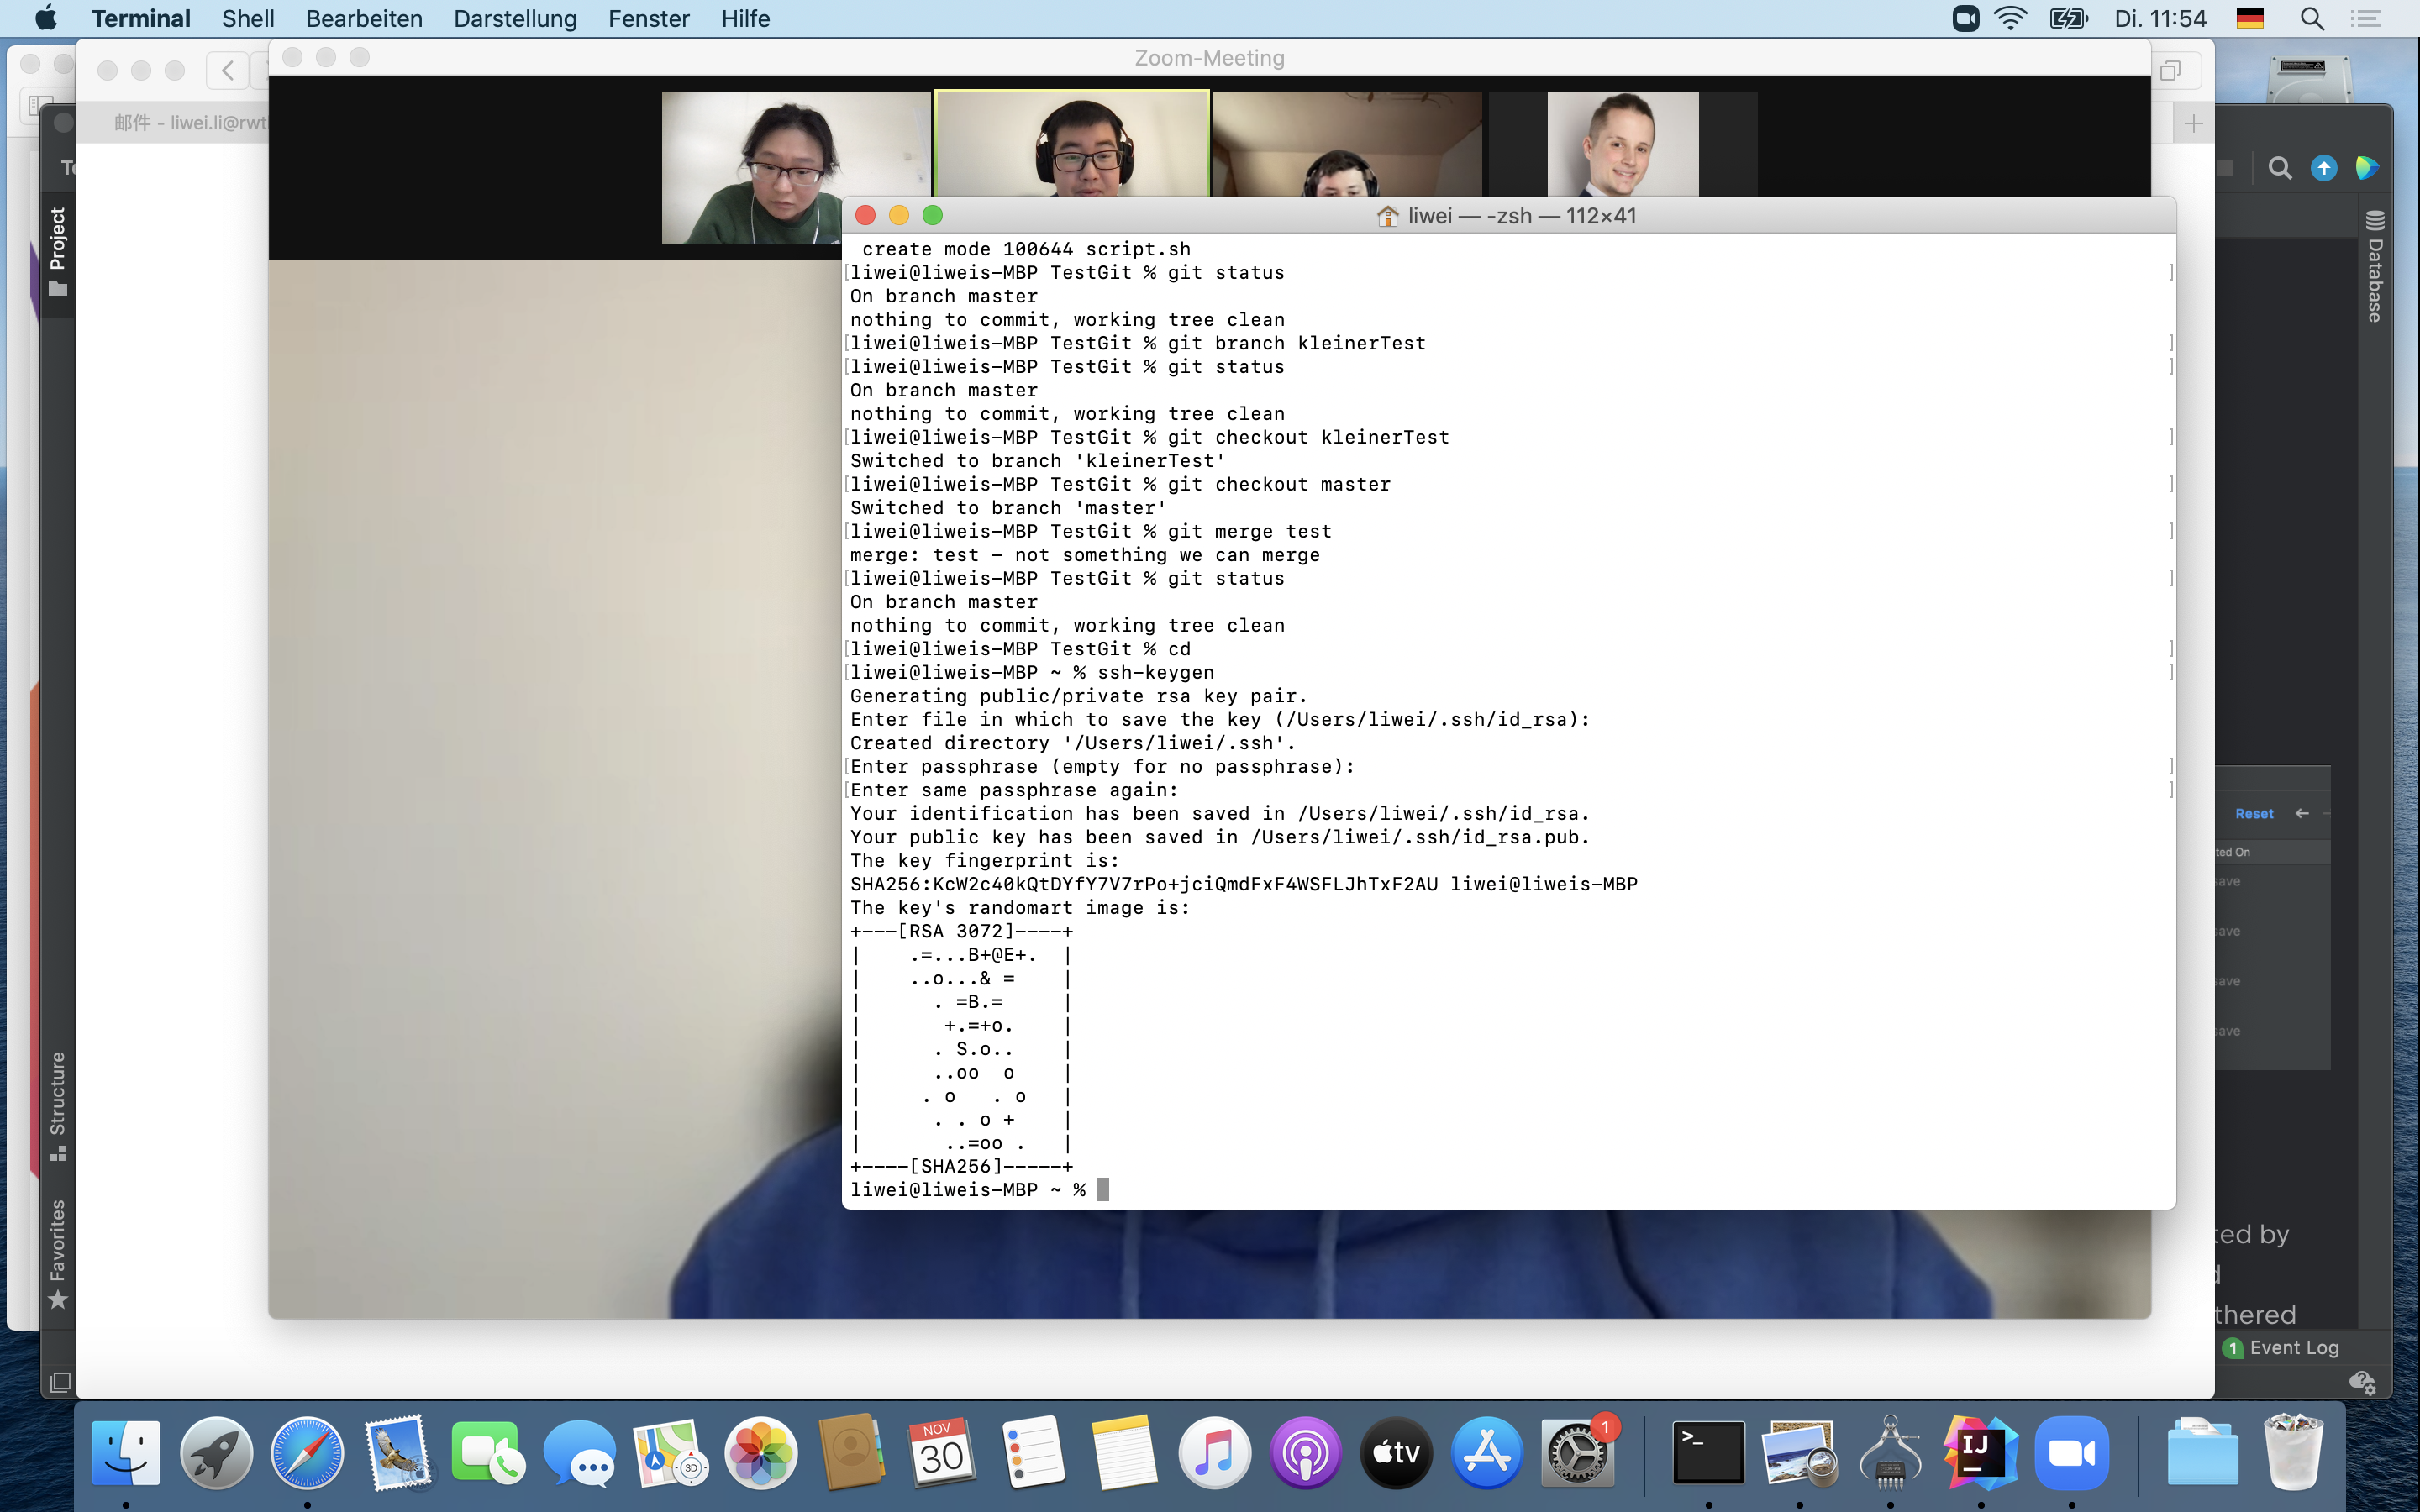 Terminal Shell Bearbeiten Darstellung Fenster Hilfe
Di. 11:54
Zoom-Meeting
邮件 - liwei.li@rwt
Project
Structure
Favorites
Database
liwei — -zsh — 112×41
create mode 100644 script.sh
[liwei@liweis-MBP TestGit % git status ]
On branch master
nothing to commit, working tree clean
[liwei@liweis-MBP TestGit % git branch kleinerTest ]
[liwei@liweis-MBP TestGit % git status ]
On branch master
nothing to commit, working tree clean
[liwei@liweis-MBP TestGit % git checkout kleinerTest ]
Switched to branch 'kleinerTest'
[liwei@liweis-MBP TestGit % git checkout master ]
Switched to branch 'master'
[liwei@liweis-MBP TestGit % git merge test ]
merge: test - not something we can merge
[liwei@liweis-MBP TestGit % git status ]
On branch master
nothing to commit, working tree clean
[liwei@liweis-MBP TestGit % cd ]
[liwei@liweis-MBP ~ % ssh-keygen ]
Generating public/private rsa key pair.
Enter file in which to save the key (/Users/liwei/.ssh/id_rsa):
Created directory '/Users/liwei/.ssh'.
[Enter passphrase (empty for no passphrase): ]
[Enter same passphrase again: ]
Your identification has been saved in /Users/liwei/.ssh/id_rsa.
Your public key has been saved in /Users/liwei/.ssh/id_rsa.pub.
The key fingerprint is:
SHA256:KcW2c40kQtDYfY7V7rPo+jciQmdFxF4WSFLJhTxF2AU liwei@liweis-MBP
The key's randomart image is:
+---[RSA 3072]----+
|    .=...B+@E+.  |
|    ..o...& =    |
|      . =B.=     |
|       +.=+o.    |
|      . S.o..    |
|      ..oo  o    |
|     . o   . o   |
|      . . o +    |
|       ..=oo .   |
+----[SHA256]-----+
liwei@liweis-MBP ~ %
Reset
ted On
save
save
save
save
ted by
d
thered
1 Event Log
NOV
30
3D
tv
1
>_
IJ